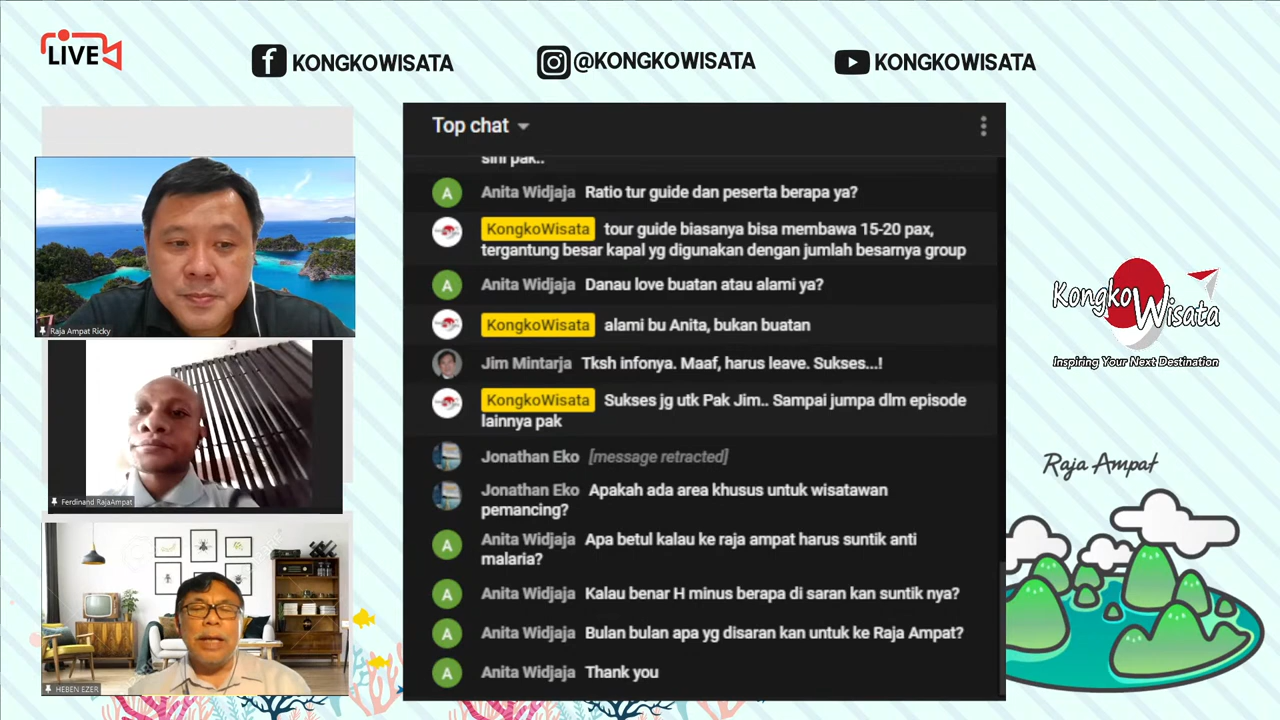 LIVE
KONGKOWISATA
@KONGKOWISATA
KONGKOWISATA
Top chat
sini pak..
Anita Widjaja Ratio tur guide dan peserta berapa ya?
KongkoWisata tour guide biasanya bisa membawa 15-20 pax,
tergantung besar kapal yg digunakan dengan jumlah besarnya group
Anita Widjaja Danau love buatan atau alami ya?
KongkoWisata alami bu Anita, bukan buatan
Jim Mintarja Tksh infonya. Maaf, harus leave. Sukses...!
KongkoWisata Sukses jg utk Pak Jim.. Sampai jumpa dlm episode
lainnya pak
Jonathan Eko [message retracted]
Jonathan Eko Apakah ada area khusus untuk wisatawan
pemancing?
Anita Widjaja Apa betul kalau ke raja ampat harus suntik anti
malaria?
Anita Widjaja Kalau benar H minus berapa di saran kan suntik nya?
Anita Widjaja Bulan bulan apa yg disaran kan untuk ke Raja Ampat?
Anita Widjaja Thank you
A
A
A
A
A
A
Raja Ampat Ricky
Ferdinand RajaAmpat
HEBEN EZER
KongkoWisata
Inspiring Your Next Destination
Raja Ampat